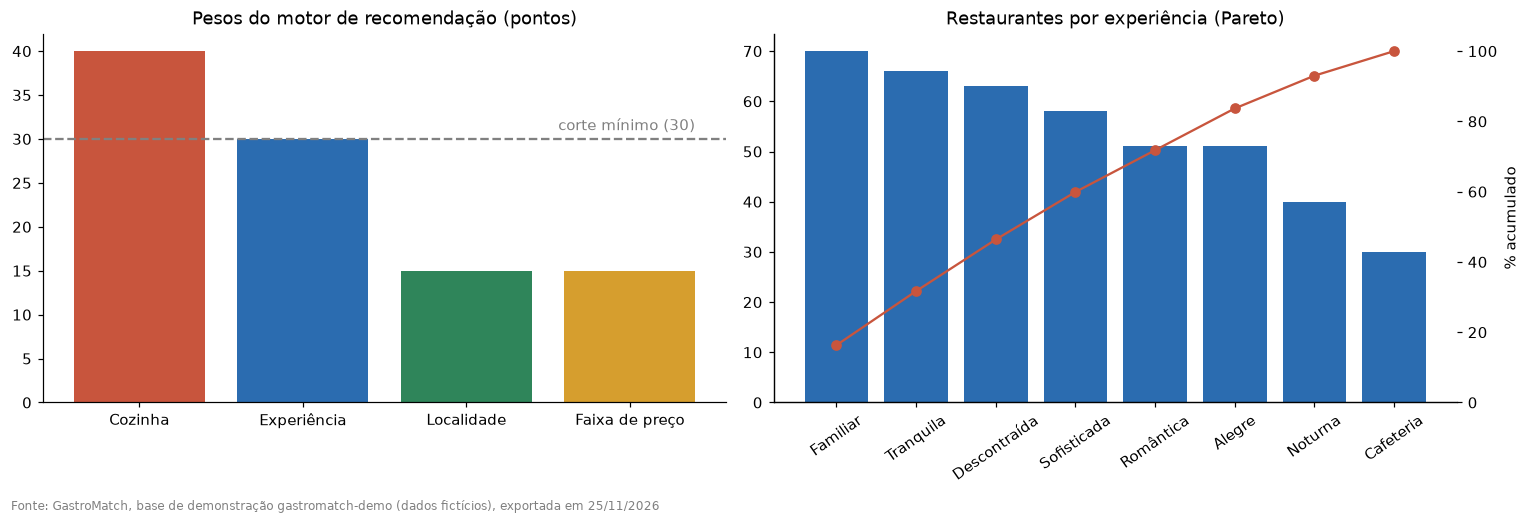 Pesos do motor de recomendação (pontos)
40
35
30
25
20
15
10
5
0
corte mínimo (30)
Cozinha
Experiência
Localidade
Faixa de preço
Restaurantes por experiência (Pareto)
70
60
50
40
30
20
10
0
100
80
60
40
20
0
% acumulado
Familiar
Tranquila
Descontraída
Sofisticada
Romântica
Alegre
Noturna
Cafeteria
Fonte: GastroMatch, base de demonstração gastromatch-demo (dados fictícios), exportada em 25/11/2026